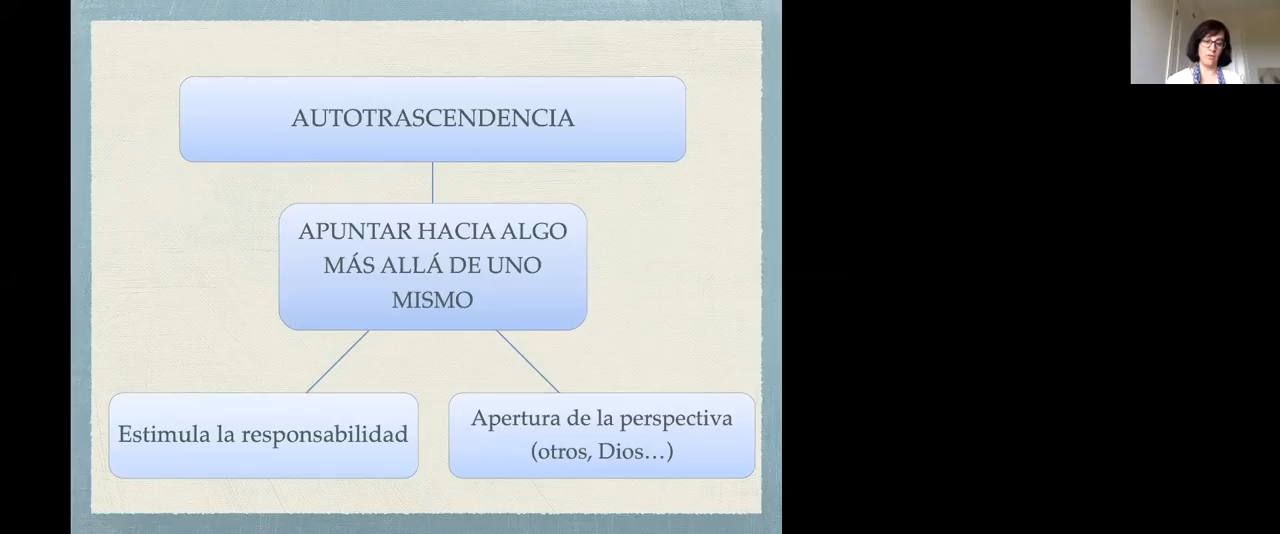 AUTOTRASCENDENCIA
APUNTAR HACIA ALGO
MÁS ALLÁ DE UNO
MISMO
Estimula la responsabilidad
Apertura de la perspectiva
(otros, Dios…)